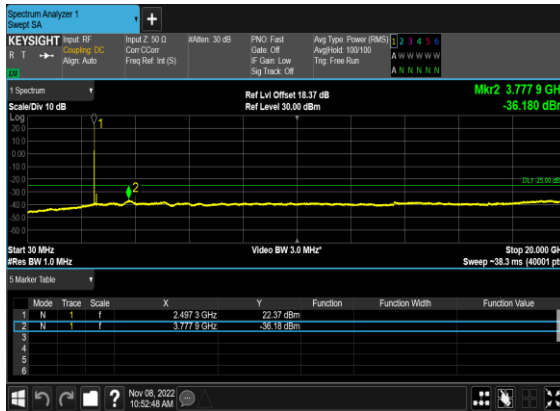 Spectrum Analyzer 1
Swept SA
KEYSIGHT
R T
LXI
Input: RF
Coupling: DC
Align: Auto
Input Z: 50 Ω
Corr CCorr
Freq Ref: Int (S)
#Atten: 30 dB
PNO: Fast
Gate: Off
IF Gain: Low
Sig Track: Off
Avg Type: Power (RMS)
Avg|Hold: 100/100
Trig: Free Run
1 2 3 4 5 6
A W W W W W
A N N N N N
1 Spectrum
Scale/Div 10 dB
Ref Lvl Offset 18.37 dB
Ref Level 30.00 dBm
Mkr2 3.777 9 GHz
-36.180 dBm
Log
20.0
10.0
0.00
-10.0
-20.0
-30.0
-40.0
-50.0
-60.0
1
2
DL1 -25.00 dB
Start 30 MHz
#Res BW 1.0 MHz
Video BW 3.0 MHz*
Stop 20.000 GH
Sweep ~38.3 ms (40001 pt
5 Marker Table
Mode Trace Scale X Y Function Function Width Function Value
1 N 1 f 2.497 3 GHz 22.37 dBm
2 N 1 f 3.777 9 GHz -36.18 dBm
3
4
5
6
?
Nov 08, 2022
10:52:48 AM